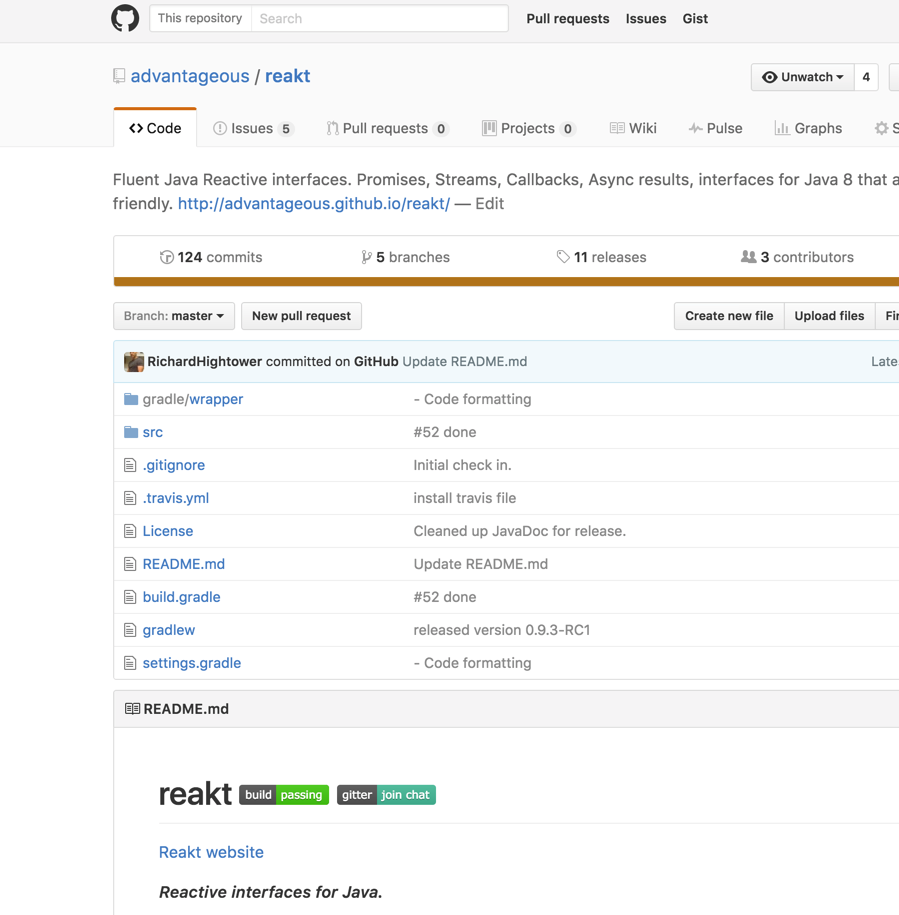 This repository Search Pull requests Issues Gist
advantageous / reakt Unwatch 4
Code Issues 5 Pull requests 0 Projects 0 Wiki Pulse Graphs S
Fluent Java Reactive interfaces. Promises, Streams, Callbacks, Async results, interfaces for Java 8 that a
friendly. http://advantageous.github.io/reakt/ — Edit
124 commits 5 branches 11 releases 3 contributors
Branch: master New pull request Create new file Upload files Fi
RichardHightower committed on GitHub Update README.md Late
gradle/wrapper - Code formatting
src #52 done
.gitignore Initial check in.
.travis.yml install travis file
License Cleaned up JavaDoc for release.
README.md Update README.md
build.gradle #52 done
gradlew released version 0.9.3-RC1
settings.gradle - Code formatting
README.md
reakt build passing gitter join chat
Reakt website
Reactive interfaces for Java.